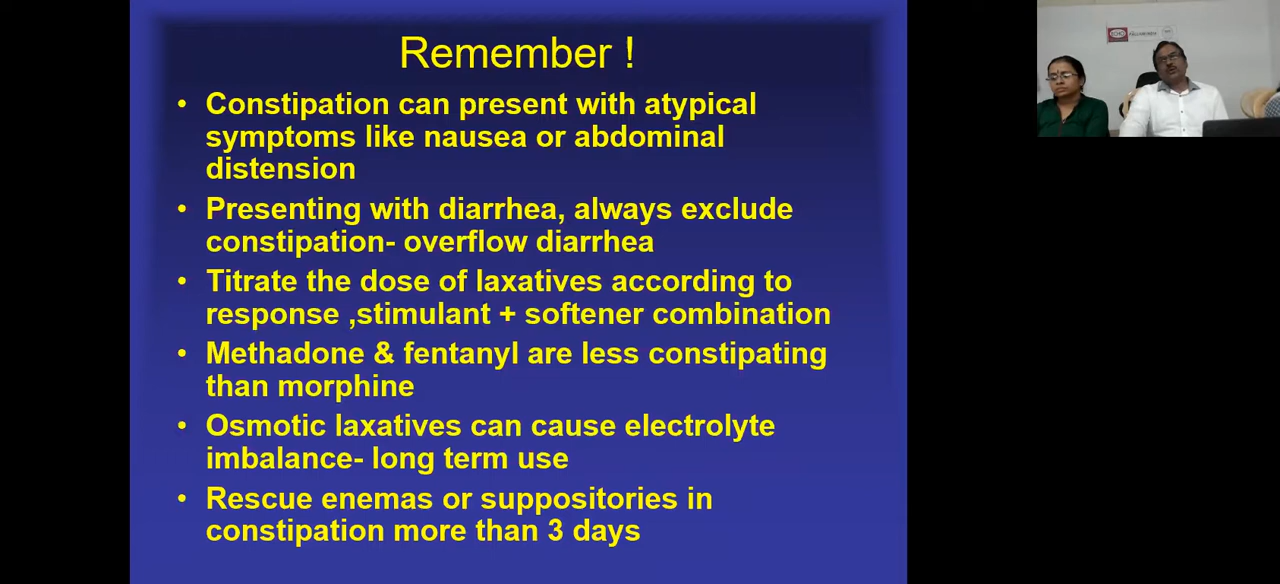 Remember !
• Constipation can present with atypical
symptoms like nausea or abdominal
distension
• Presenting with diarrhea, always exclude
constipation- overflow diarrhea
• Titrate the dose of laxatives according to
response ,stimulant + softener combination
• Methadone & fentanyl are less constipating
than morphine
• Osmotic laxatives can cause electrolyte
imbalance- long term use
• Rescue enemas or suppositories in
constipation more than 3 days